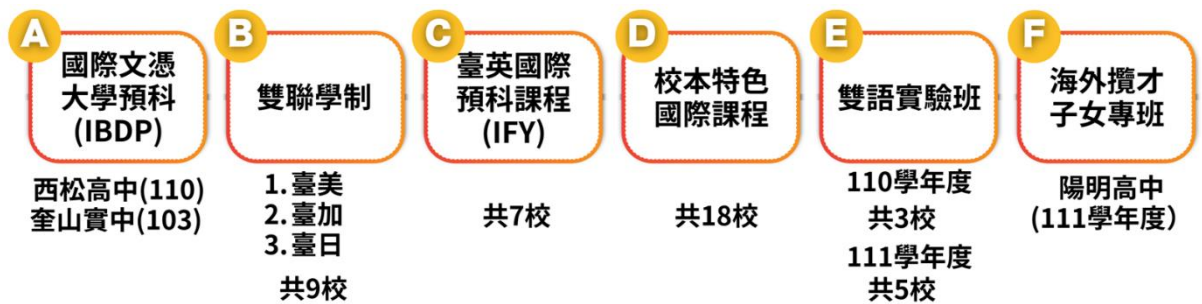 A
國際文憑
大學預科
(IBDP)
西松高中(110)
奎山實中(103)
B
雙聯學制
1.臺美
2.臺加
3.臺日
共9校
C
臺英國際
預科課程
(IFY)
共7校
D
校本特色
國際課程
共18校
E
雙語實驗班
110學年度
共3校
111學年度
共5校
F
海外攬才
子女專班
陽明高中
(111學年度）